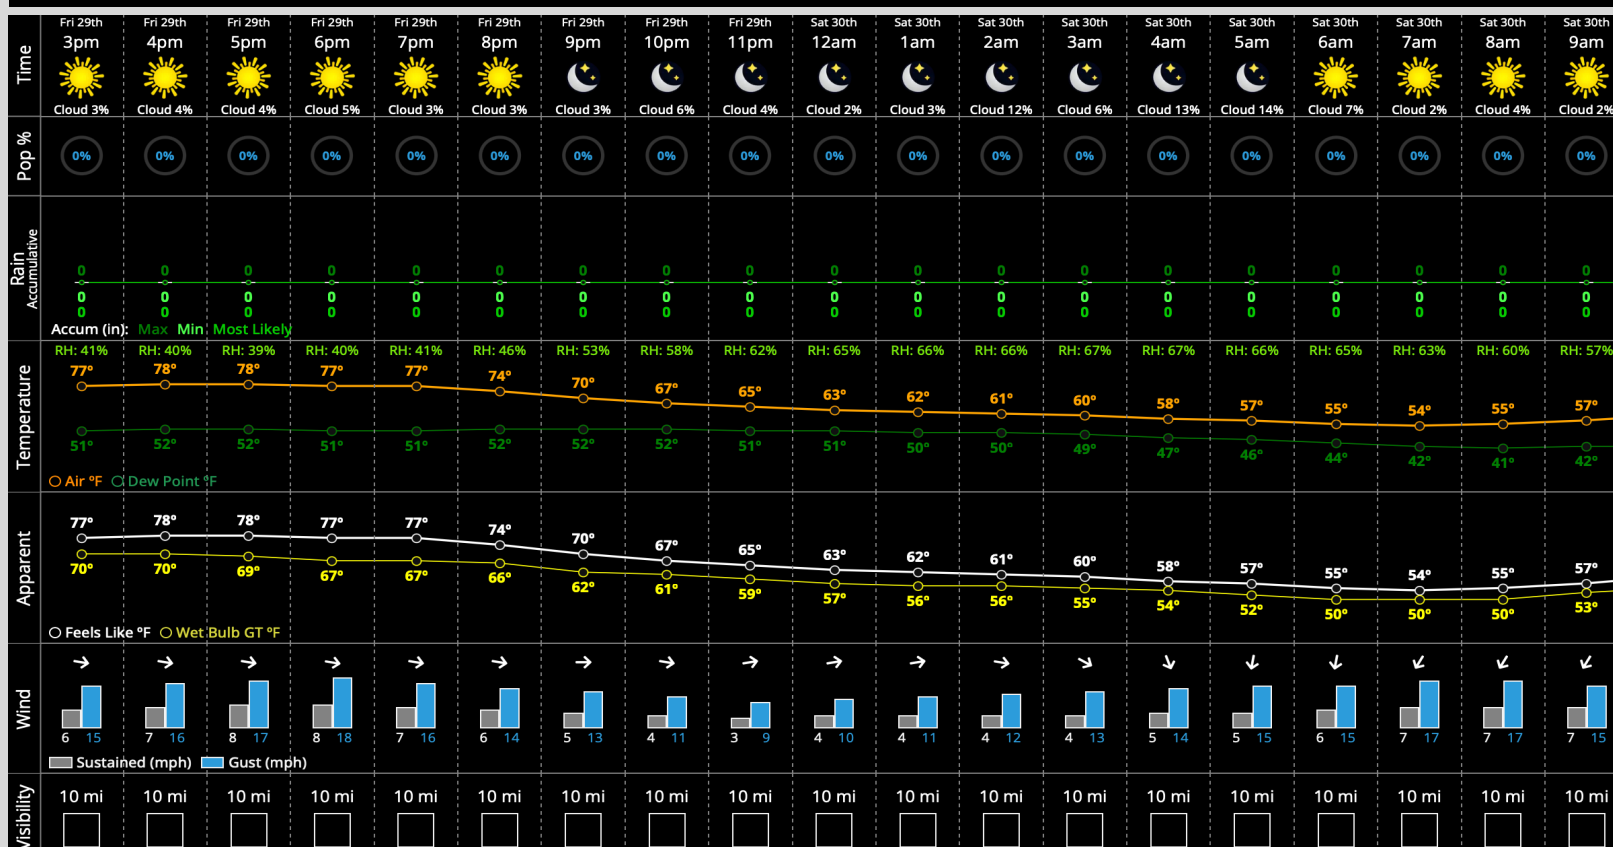 Fri 29th Fri 29th Fri 29th Fri 29th Fri 29th Fri 29th Fri 29th Fri 29th Fri 29th Sat 30th Sat 30th Sat 30th Sat 30th Sat 30th Sat 30th Sat 30th Sat 30th Sat 30th Sat 30th
Time
3pm 4pm 5pm 6pm 7pm 8pm 9pm 10pm 11pm 12am 1am 2am 3am 4am 5am 6am 7am 8am 9am
Cloud 3% Cloud 4% Cloud 4% Cloud 5% Cloud 3% Cloud 3% Cloud 3% Cloud 6% Cloud 4% Cloud 2% Cloud 3% Cloud 12% Cloud 6% Cloud 13% Cloud 14% Cloud 7% Cloud 2% Cloud 4% Cloud 2%
Pop %
0% 0% 0% 0% 0% 0% 0% 0% 0% 0% 0% 0% 0% 0% 0% 0% 0% 0% 0%
Rain
Accumulative
0 0 0 0 0 0 0 0 0 0 0 0 0 0 0 0 0 0 0
0 0 0 0 0 0 0 0 0 0 0 0 0 0 0 0 0 0 0
0 0 0 0 0 0 0 0 0 0 0 0 0 0 0 0 0 0 0
Accum (in): Max Min Most Likely
Temperature
RH: 41% RH: 40% RH: 39% RH: 40% RH: 41% RH: 46% RH: 53% RH: 58% RH: 62% RH: 65% RH: 66% RH: 66% RH: 67% RH: 67% RH: 66% RH: 65% RH: 63% RH: 60% RH: 57%
77° 78° 78° 77° 77° 74° 70° 67° 65° 63° 62° 61° 60° 58° 57° 55° 54° 55° 57°
51° 52° 52° 51° 51° 52° 52° 52° 51° 51° 50° 50° 49° 47° 46° 44° 42° 41° 42°
Air ºF Dew Point ºF
Apparent
77° 78° 78° 77° 77° 74° 70° 67° 65° 63° 62° 61° 60° 58° 57° 55° 54° 55° 57°
70° 70° 69° 67° 67° 66° 62° 61° 59° 57° 56° 56° 55° 54° 52° 50° 50° 50° 53°
Feels Like ºF Wet Bulb GT ºF
Wind
6 15 7 16 8 17 8 18 7 16 6 14 5 13 4 11 3 9 4 10 4 11 4 12 4 13 5 14 5 15 6 15 7 17 7 17 7 15
Sustained (mph) Gust (mph)
Visibility
10 mi 10 mi 10 mi 10 mi 10 mi 10 mi 10 mi 10 mi 10 mi 10 mi 10 mi 10 mi 10 mi 10 mi 10 mi 10 mi 10 mi 10 mi 10 mi